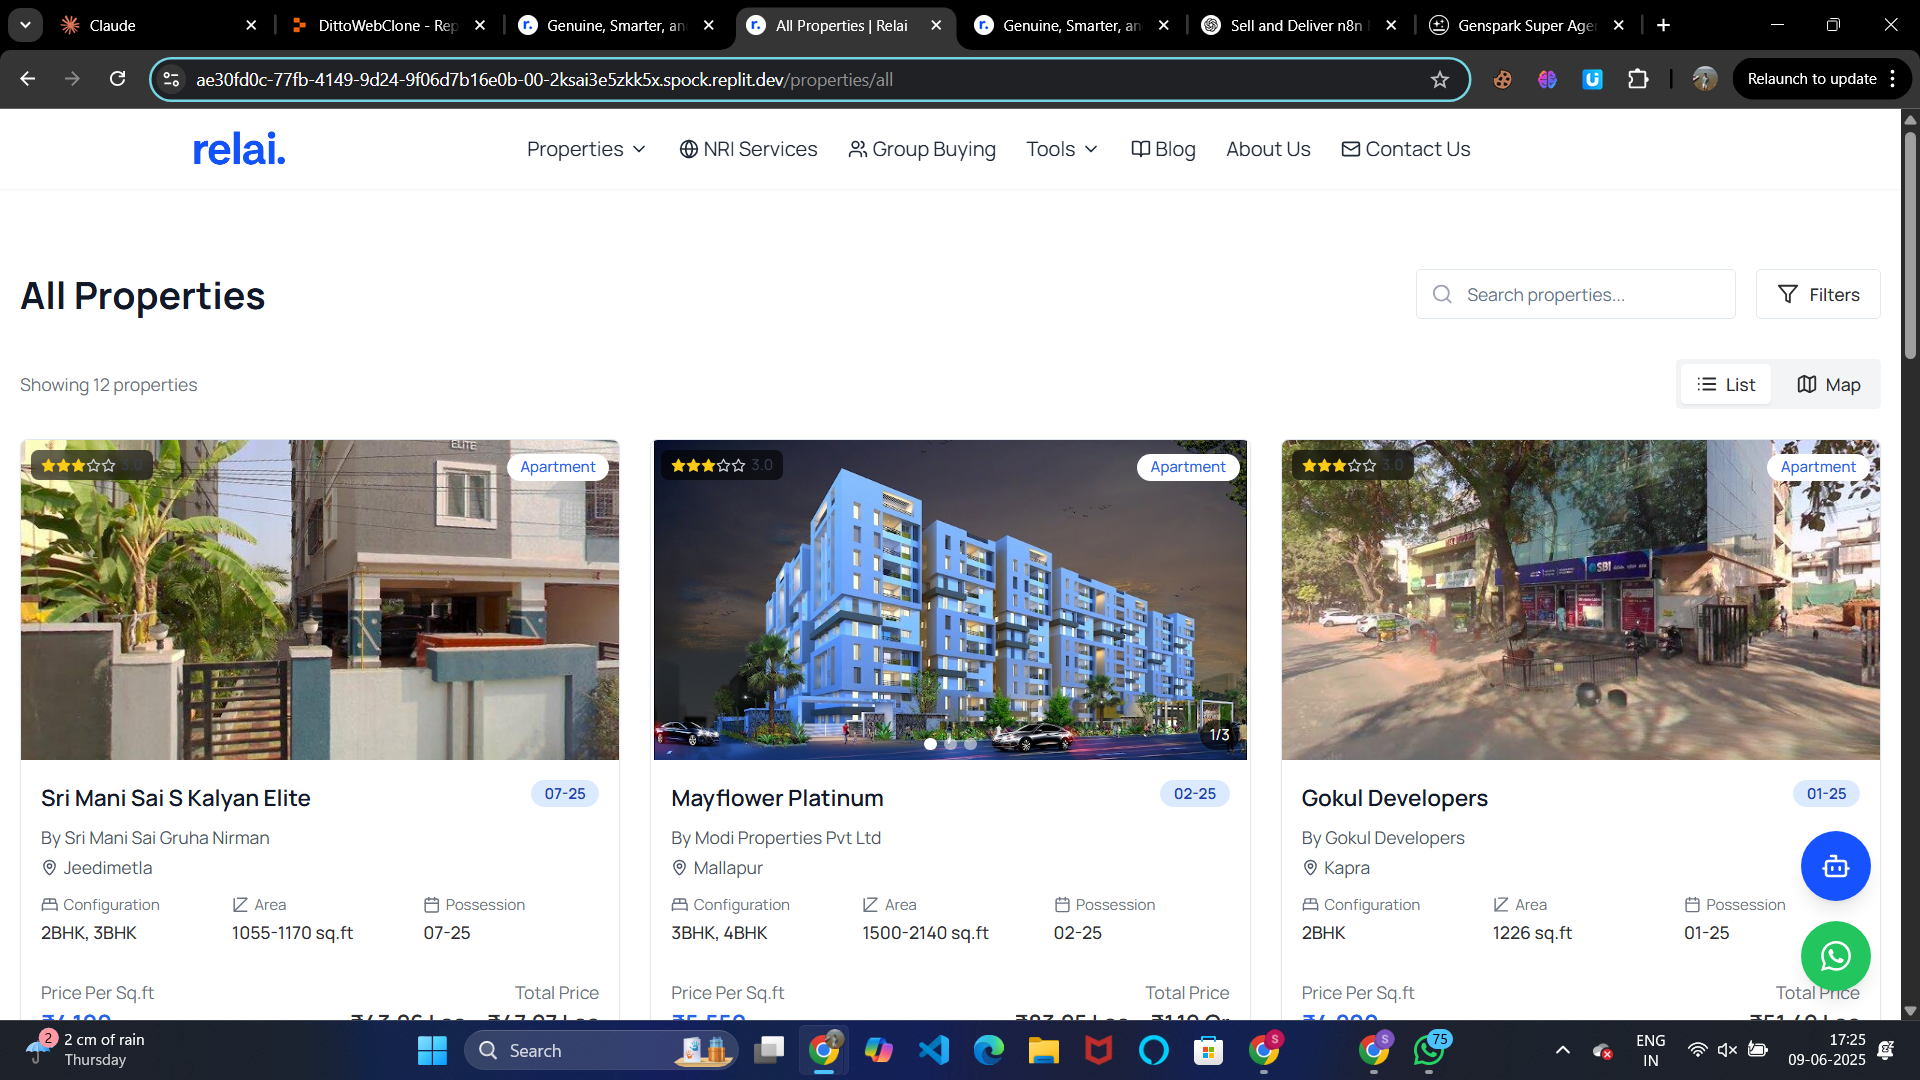 Claude
DittoWebClone - Rep
Genuine, Smarter, an
All Properties | Relai
Genuine, Smarter, an
Sell and Deliver n8n
Genspark Super Age
ae30fd0c-77fb-4149-9d24-9f06d7b16e0b-00-2ksai3e5zkk5x.spock.replit.dev/properties/all
Relaunch to update
relai.
Properties
NRI Services
Group Buying
Tools
Blog
About Us
Contact Us
All Properties
Search properties...
Filters
Showing 12 properties
List
Map
ELITE
3.0
Apartment
3.0
Apartment
1/3
3.0
Apartment
SBI
Sri Mani Sai S Kalyan Elite
07-25
By Sri Mani Sai Gruha Nirman
Jeedimetla
Configuration
Area
Possession
2BHK, 3BHK
1055-1170 sq.ft
07-25
Price Per Sq.ft
Total Price
Mayflower Platinum
02-25
By Modi Properties Pvt Ltd
Mallapur
Configuration
Area
Possession
3BHK, 4BHK
1500-2140 sq.ft
02-25
Price Per Sq.ft
Total Price
Gokul Developers
01-25
By Gokul Developers
Kapra
Configuration
Area
Possession
2BHK
1226 sq.ft
01-25
Price Per Sq.ft
Total Price
2
2 cm of rain
Thursday
Search
S
S
75
ENG
IN
17:25
09-06-2025